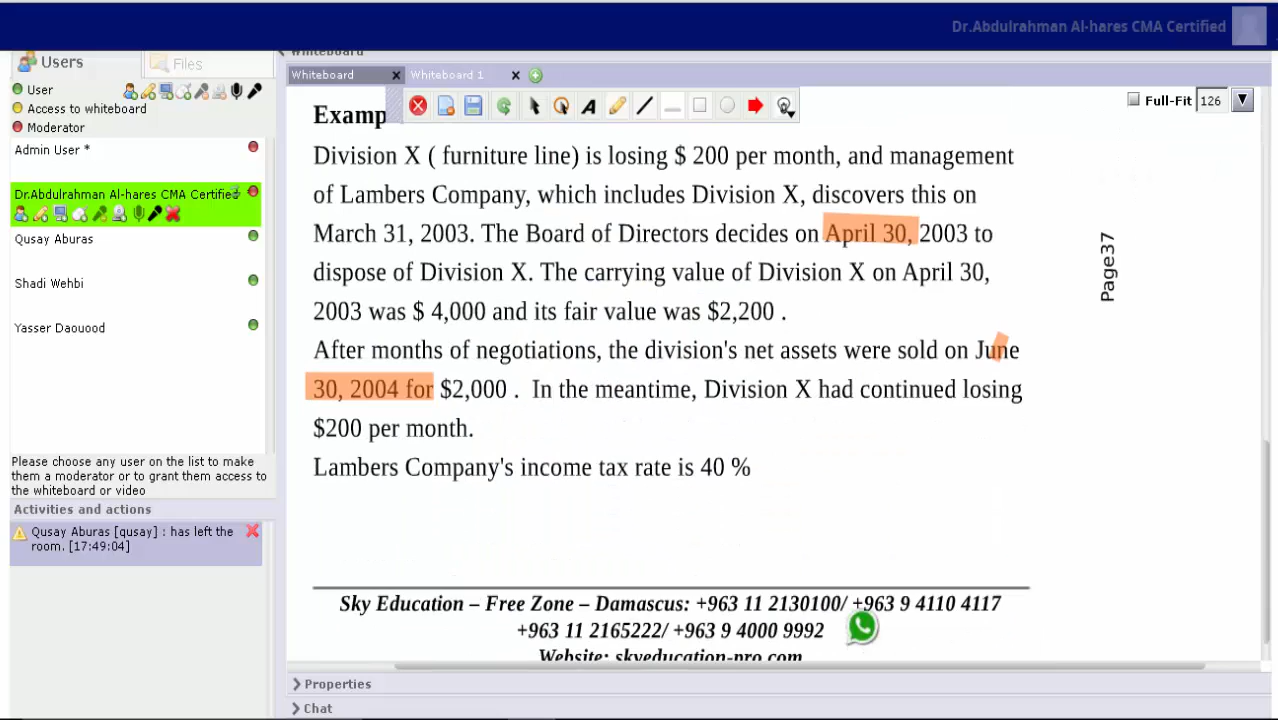 Dr.Abdulrahman Al-hares CMA Certified
Whiteboard
Users
Files
User
Access to whiteboard
Moderator
Admin User *
Dr.Abdulrahman Al-hares CMA Certified
Qusay Aburas
Shadi Wehbi
Yasser Daouood
Please choose any user on the list to make
them a moderator or to grant them access to
the whiteboard or video
Activities and actions
Qusay Aburas [qusay] : has left the
room. [17:49:04]
Whiteboard
Whiteboard 1
A
Full-Fit 126
Examp
Division X ( furniture line) is losing $ 200 per month, and management
of Lambers Company, which includes Division X, discovers this on
March 31, 2003. The Board of Directors decides on April 30, 2003 to
dispose of Division X. The carrying value of Division X on April 30,
2003 was $ 4,000 and its fair value was $2,200 .
After months of negotiations, the division's net assets were sold on June
30, 2004 for $2,000 . In the meantime, Division X had continued losing
$200 per month.
Lambers Company's income tax rate is 40 %
Page37
Sky Education – Free Zone – Damascus: +963 11 2130100/ +963 9 4110 4117
+963 11 2165222/ +963 9 4000 9992
Website: skyeducation-pro.com
Properties
Chat